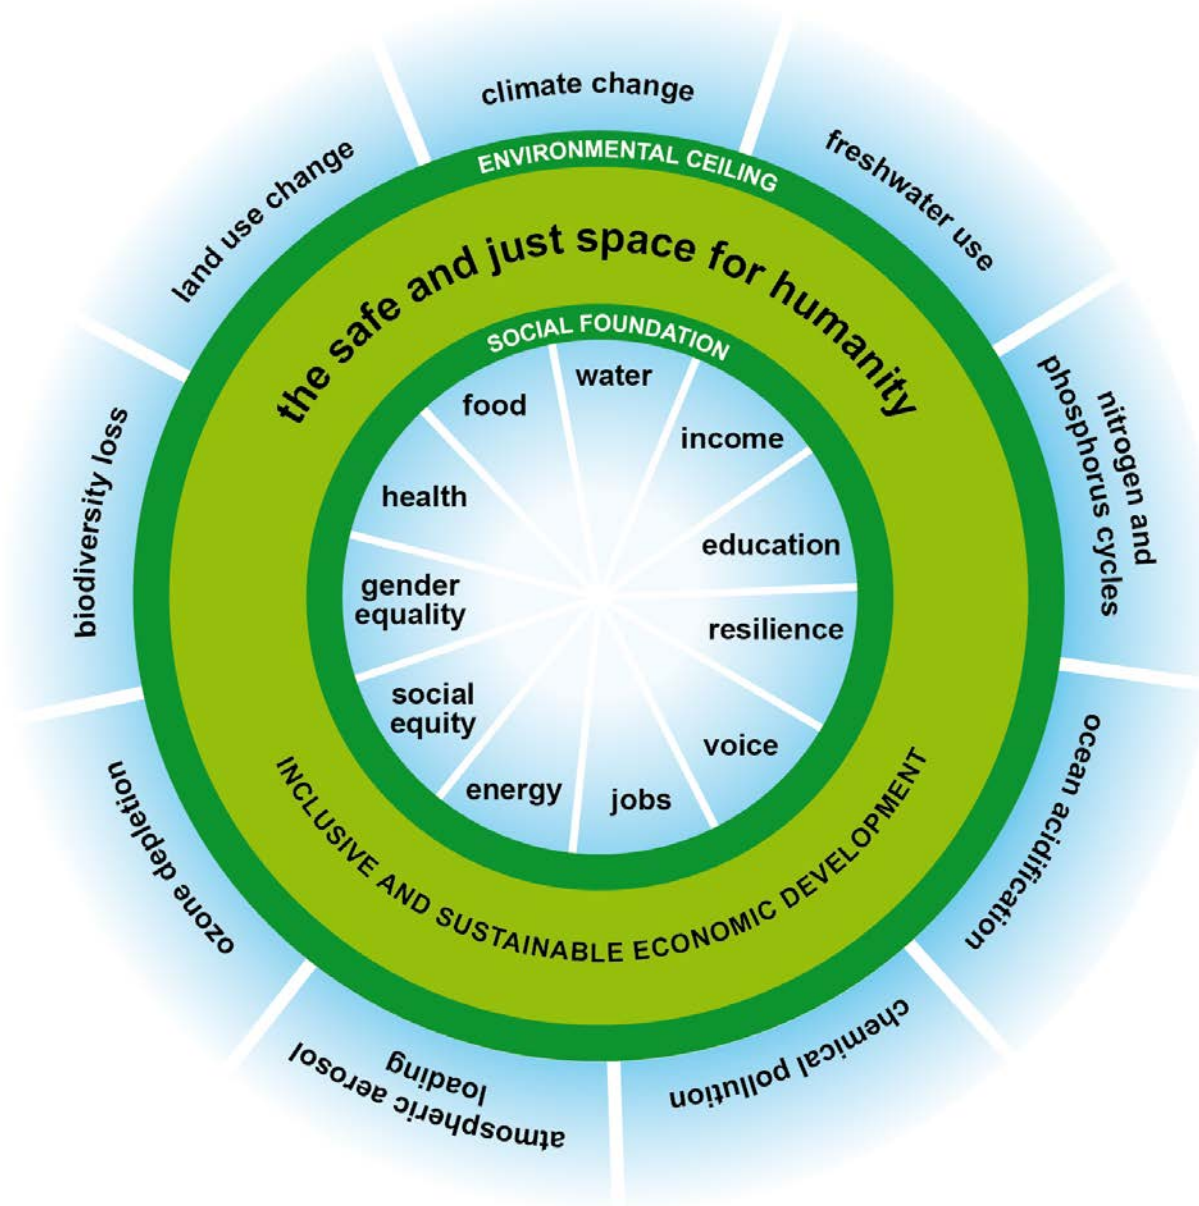 climate change
freshwater use
nitrogen and
phosphorus cycles
ocean acidification
chemical pollution
atmospheric aerosol
loading
ozone depletion
biodiversity loss
land use change
ENVIRONMENTAL CEILING
the safe and just space for humanity
SOCIAL FOUNDATION
water
income
education
resilience
voice
jobs
energy
social
equity
gender
equality
health
food
INCLUSIVE AND SUSTAINABLE ECONOMIC DEVELOPMENT